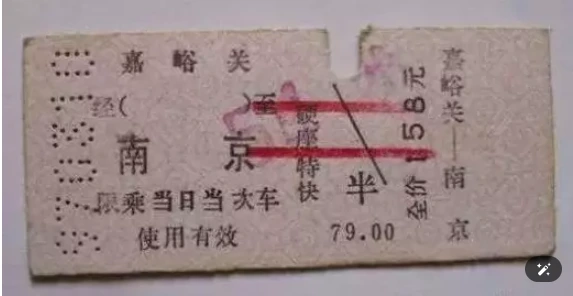 嘉峪关
经(      )至
南京
限乘当日当次车
使用有效
硬座特快
半
79.00
全价158元
嘉峪关—南京